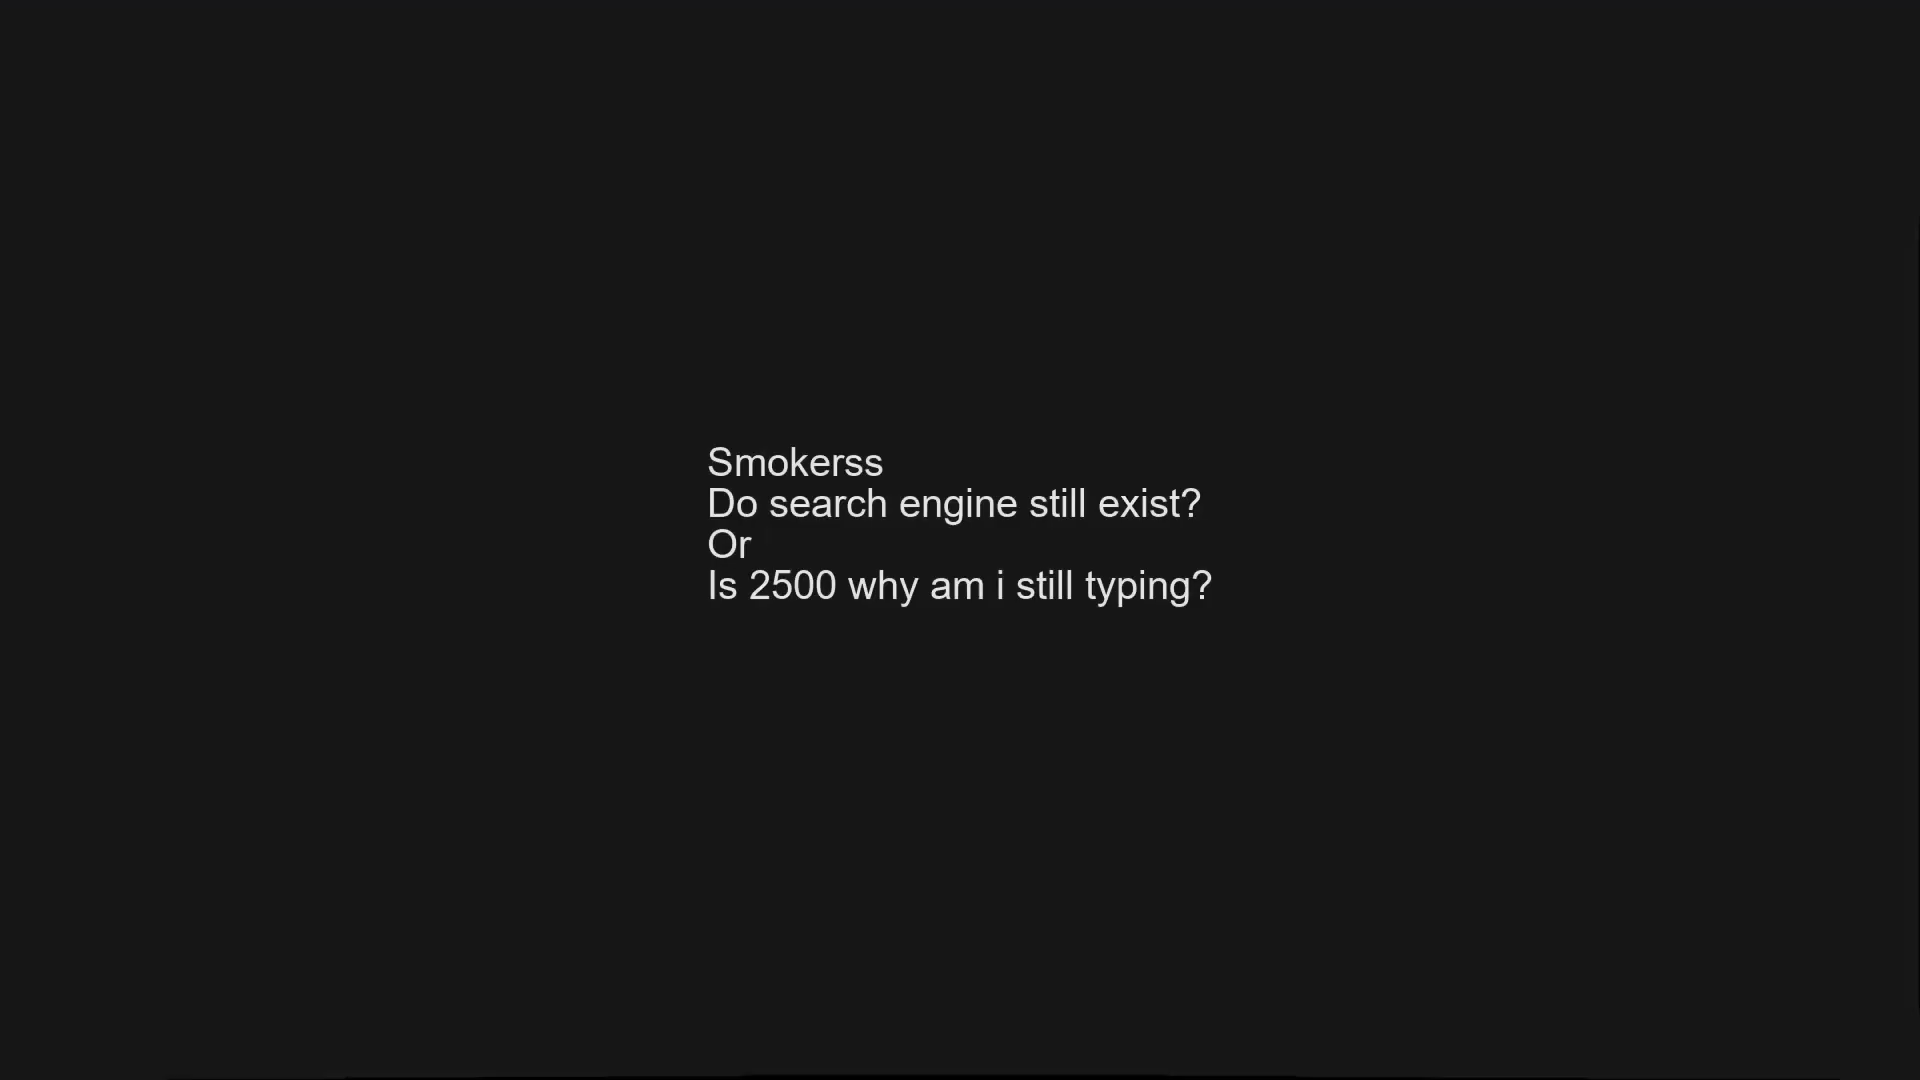 Smokerss
Do search engine still exist?
Or
Is 2500 why am i still typing?